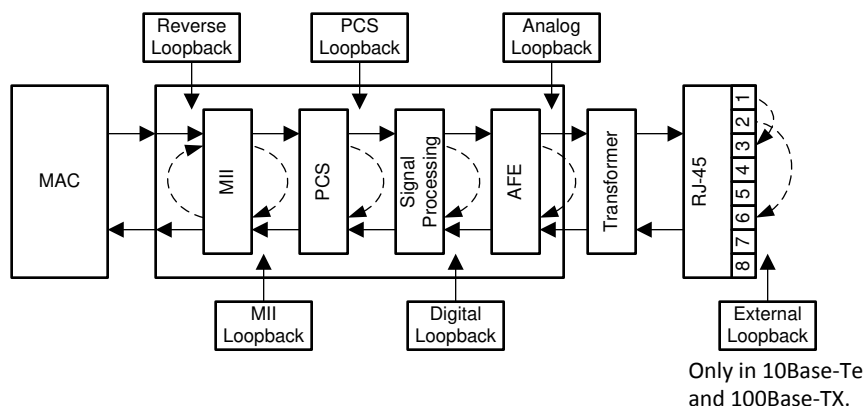 Reverse
Loopback
PCS
Loopback
Analog
Loopback
MAC
MII
PCS
Signal
Processing
AFE
Transformer
RJ-45
1
2
3
4
5
6
7
8
MII
Loopback
Digital
Loopback
External
Loopback
Only in 10Base-Te
and 100Base-TX.